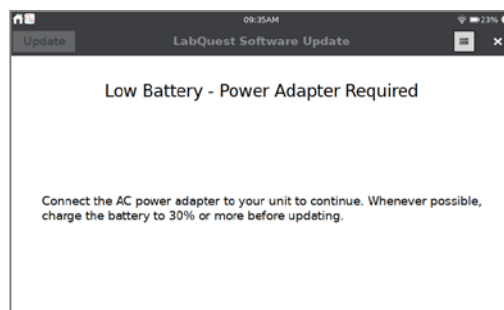 09:35AM
23%
Update
LabQuest Software Update
Low Battery - Power Adapter Required
Connect the AC power adapter to your unit to continue. Whenever possible,
charge the battery to 30% or more before updating.